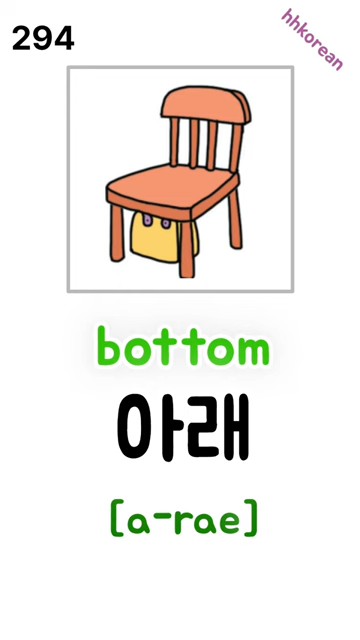 294
hhkorean
bottom
아래
[a-rae]